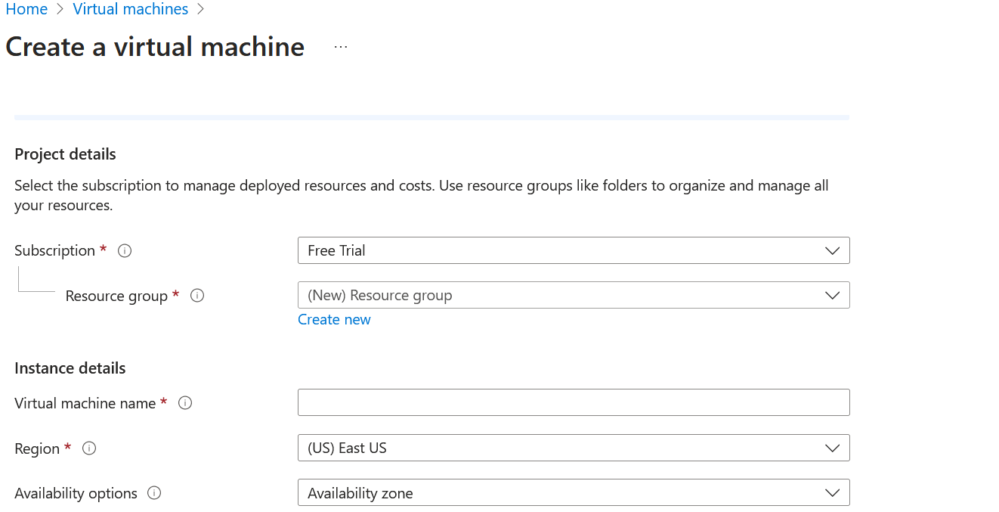 Home > Virtual machines >
Create a virtual machine ...
Project details
Select the subscription to manage deployed resources and costs. Use resource groups like folders to organize and manage all
your resources.
Subscription * Free Trial
Resource group * (New) Resource group
Create new
Instance details
Virtual machine name *
Region * (US) East US
Availability options Availability zone